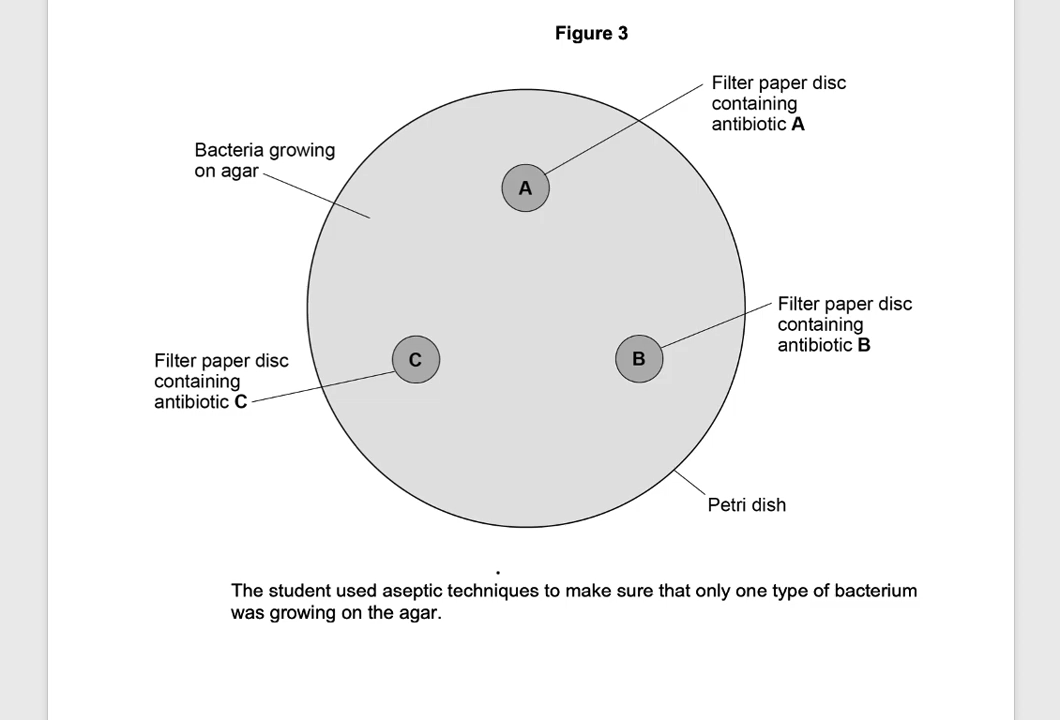 Figure 3
Filter paper disc
containing
antibiotic A
Bacteria growing
on agar
A
Filter paper disc
containing
antibiotic B
Filter paper disc
containing
antibiotic C
C
B
Petri dish
The student used aseptic techniques to make sure that only one type of bacterium
was growing on the agar.